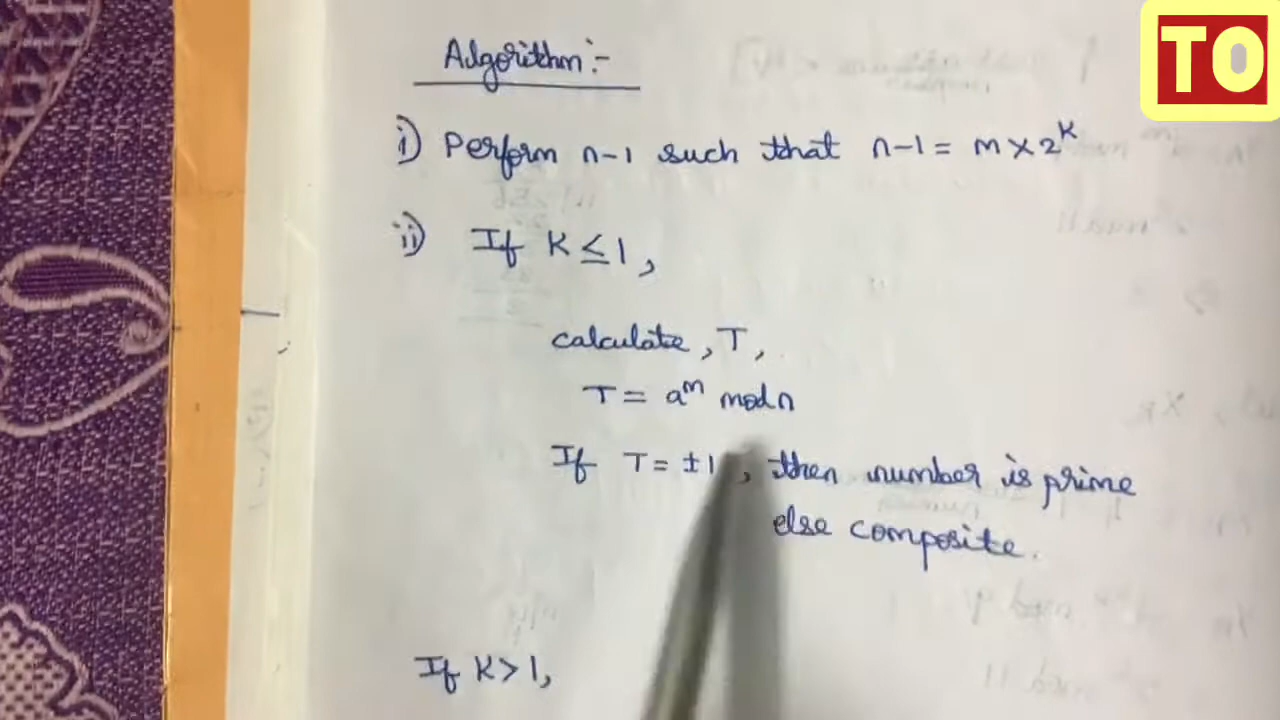 TO
Algorithm:-
i) Perform n-1 such that n-1 = m×2^K
ii) If K ≤ 1,
calculate, T,
T = a^m mod n
If T = ±1, then number is prime
else composite.
If K > 1,